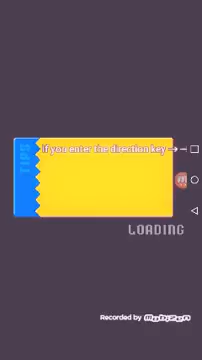 If you enter the direction key → →
TIPS
LOADING
Recorded by Mobizen